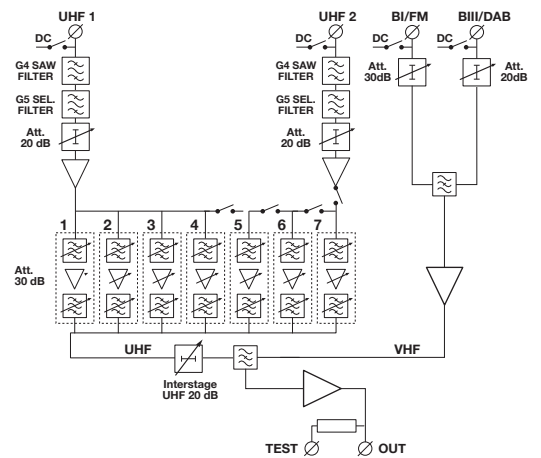 UHF 1
UHF 2
BI/FM
BIII/DAB
DC
DC
DC
DC
G4 SAW
FILTER
G4 SAW
FILTER
Att.
30dB
Att.
20dB
G5 SEL.
FILTER
G5 SEL.
FILTER
Att.
20 dB
Att.
20 dB
1
2
3
4
5
6
7
Att.
30 dB
UHF
VHF
Interstage
UHF 20 dB
TEST
OUT